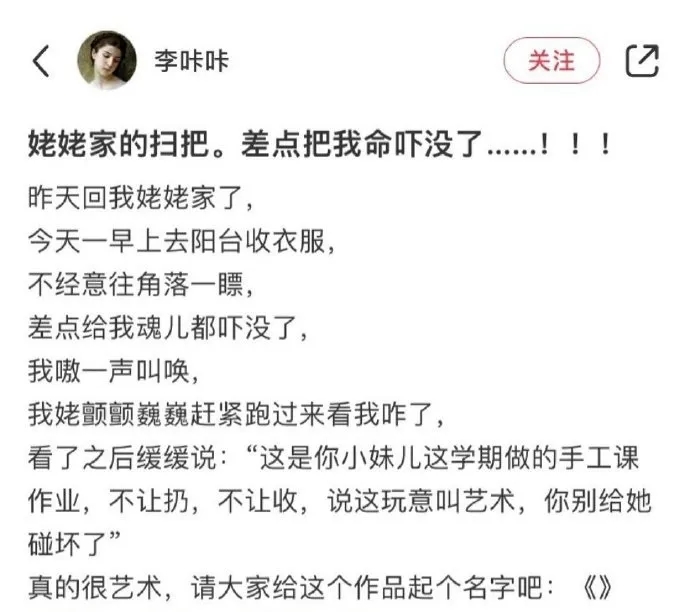 李咔咔
关注
姥姥家的扫把。差点把我命吓没了......！！！
昨天回我姥姥家了，
今天一早上去阳台收衣服，
不经意往角落一瞟，
差点给我魂儿都吓没了，
我嗷一声叫唤，
我姥颤颤巍巍赶紧跑过来看我咋了，
看了之后缓缓说：“这是你小妹儿这学期做的手工课
作业，不让扔，不让收，说这玩意叫艺术，你别给她
碰坏了”
真的很艺术，请大家给这个作品起个名字吧：《》